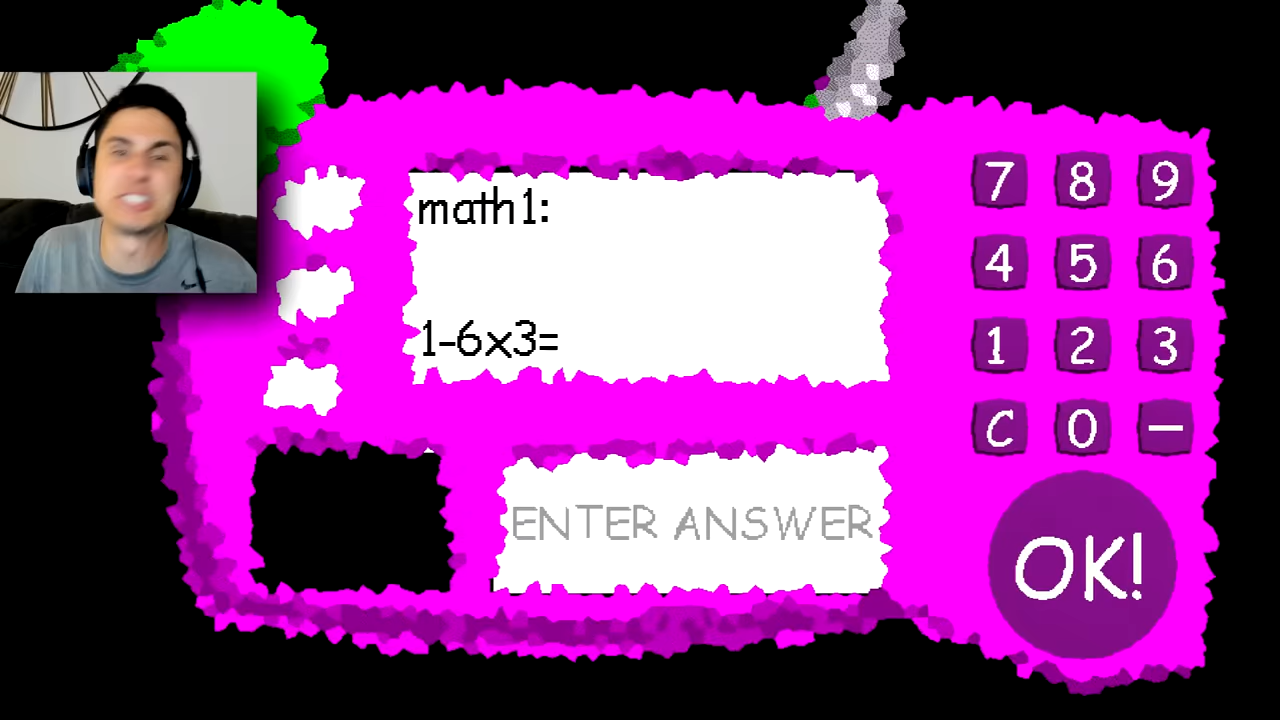 math1:
1-6x3=
7 8 9
4 5 6
1 2 3
C 0 —
ENTER ANSWER
OK!